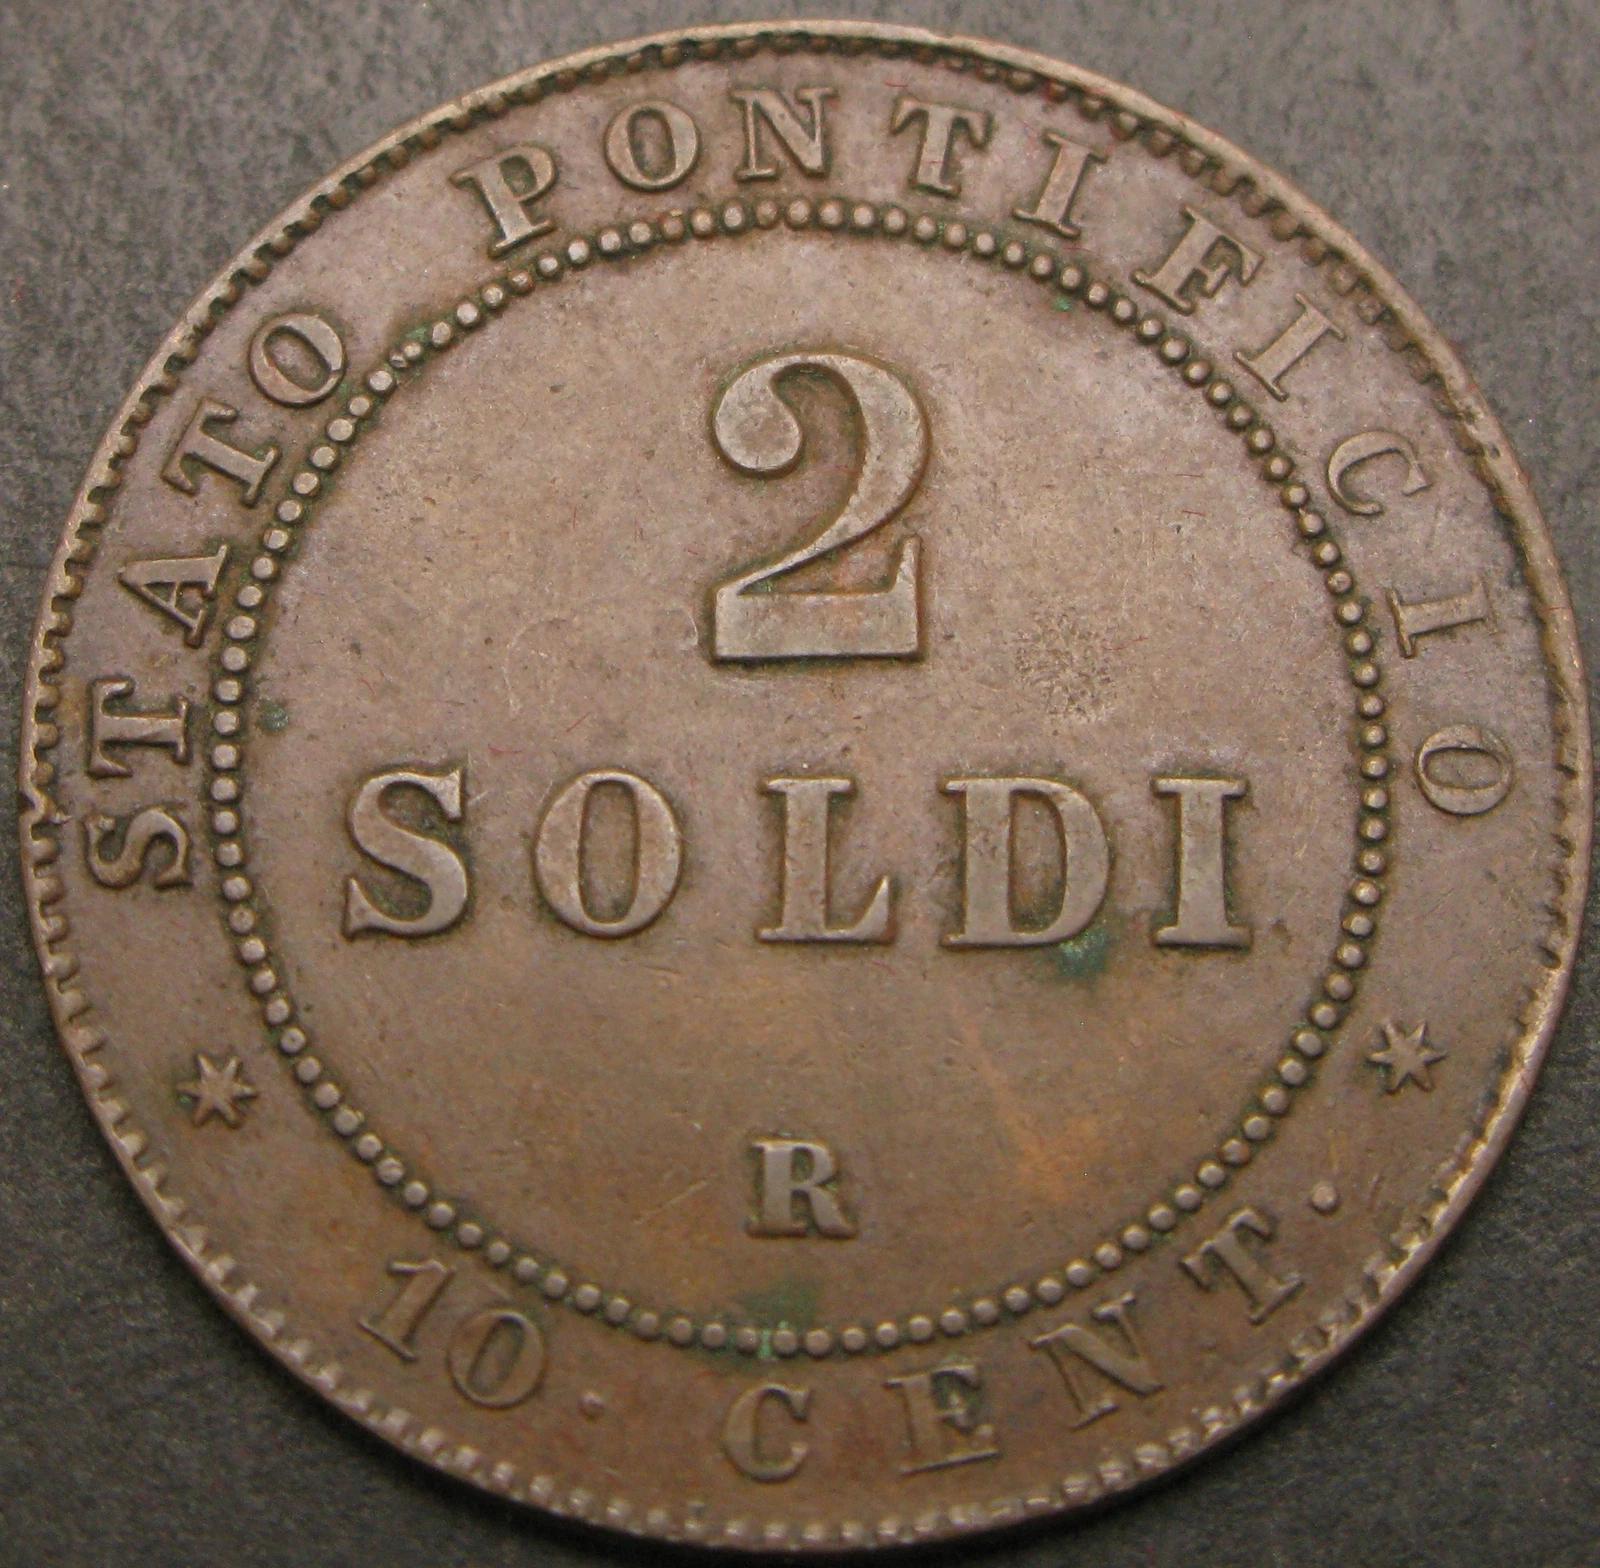 STATO PONTIFICIO
2
SOLDI
R
10. CENT.